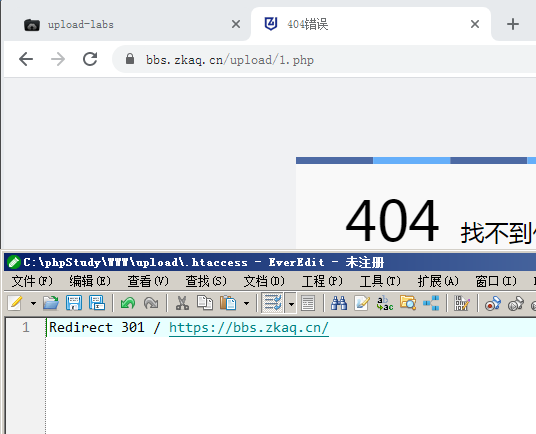 upload-labs
404错误
bbs.zkaq.cn/upload/1.php
404 找不到
C:\phpStudy\WWW\upload\.htaccess - EverEdit - 未注册
文件(F) 编辑(E) 查看(V) 查找(S) 文档(D) 工程(P) 工具(T) 扩展(A) 窗口(I)
1 Redirect 301 / https://bbs.zkaq.cn/